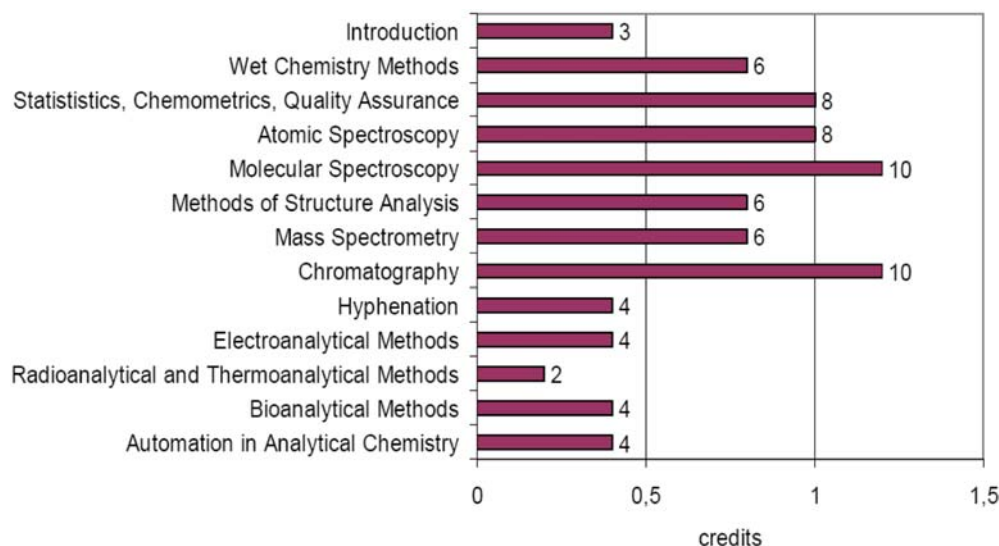 Introduction 3
Wet Chemistry Methods 6
Statististics, Chemometrics, Quality Assurance 8
Atomic Spectroscopy 8
Molecular Spectroscopy 10
Methods of Structure Analysis 6
Mass Spectrometry 6
Chromatography 10
Hyphenation 4
Electroanalytical Methods 4
Radioanalytical and Thermoanalytical Methods 2
Bioanalytical Methods 4
Automation in Analytical Chemistry 4
0 0,5 1 1,5
credits